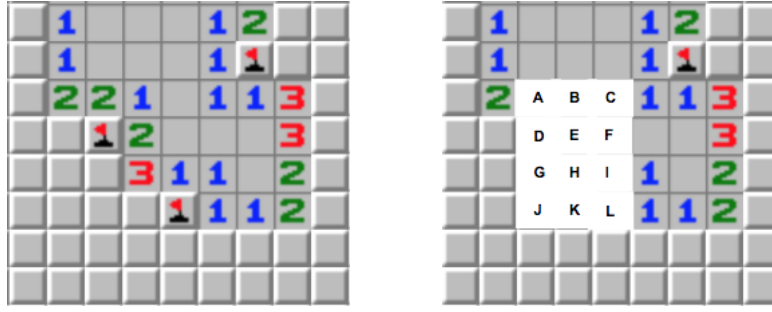 1 1 2
1 1
2 2 1 1 1 3
2 3
3 1 1 2
1 1 2
1 1 2
1 1
2 A B C 1 1 3
D E F 3
G H I 1 2
J K L 1 1 2